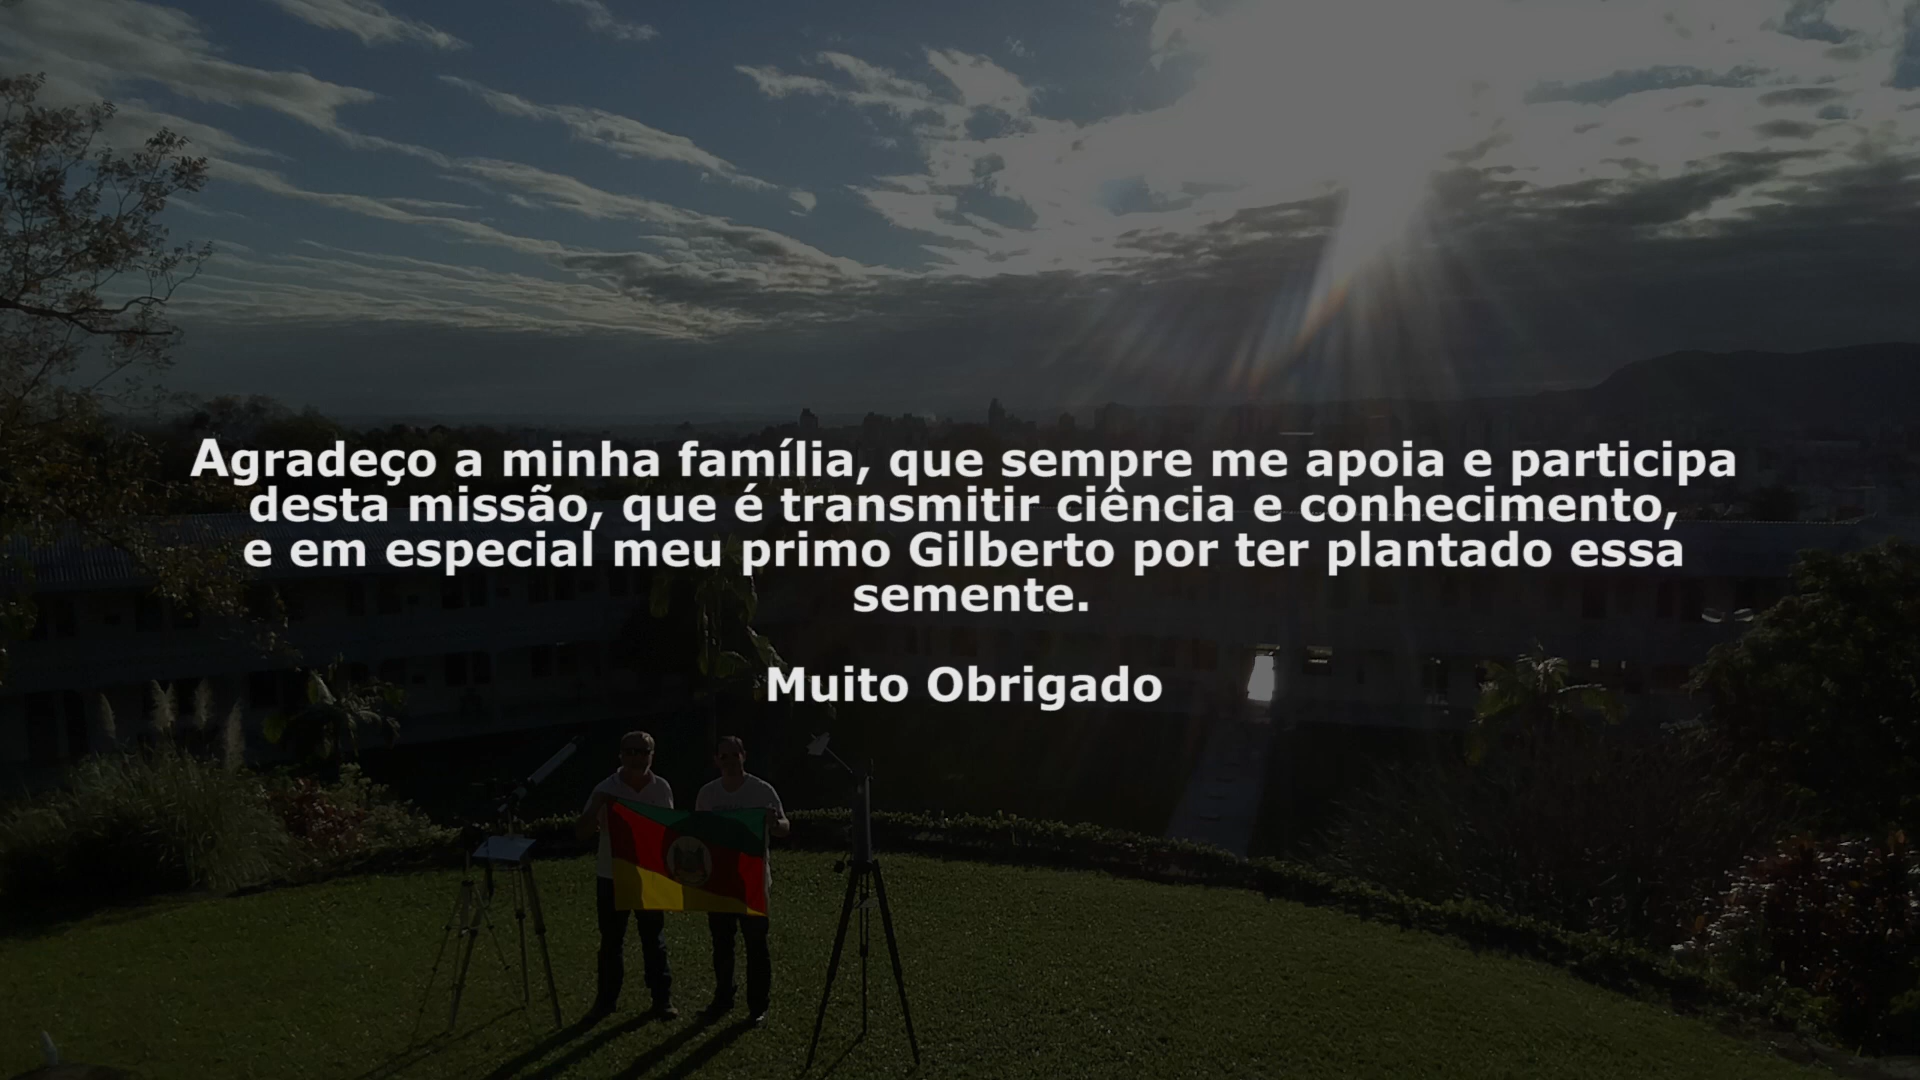 Agradeço a minha família, que sempre me apoia e participa
desta missão, que é transmitir ciência e conhecimento,
e em especial meu primo Gilberto por ter plantado essa
semente.
Muito Obrigado